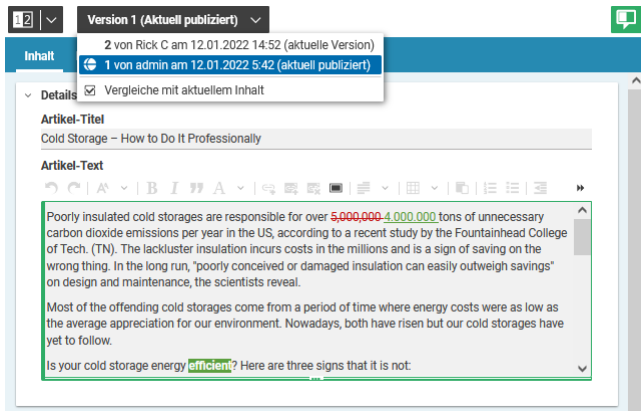 12
Version 1 (Aktuell publiziert)
2 von Rick C am 12.01.2022 14:52 (aktuelle Version)
Inhalt
1 von admin am 12.01.2022 5:42 (aktuell publiziert)
Details
Vergleiche mit aktuellem Inhalt
Artikel-Titel
Cold Storage – How to Do It Professionally
Artikel-Text
Poorly insulated cold storages are responsible for over 5,000,000 4.000.000 tons of unnecessary
carbon dioxide emissions per year in the US, according to a recent study by the Fountainhead College
of Tech. (TN). The lackluster insulation incurs costs in the millions and is a sign of saving on the
wrong thing. In the long run, "poorly conceived or damaged insulation can easily outweigh savings"
on design and maintenance, the scientists reveal.
Most of the offending cold storages come from a period of time where energy costs were as low as
the average appreciation for our environment. Nowadays, both have risen but our cold storages have
yet to follow.
Is your cold storage energy efficient? Here are three signs that it is not: